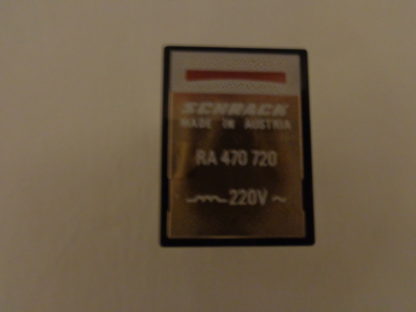 SCHRACK
MADE IN AUSTRIA
RA 470 720
220V ~